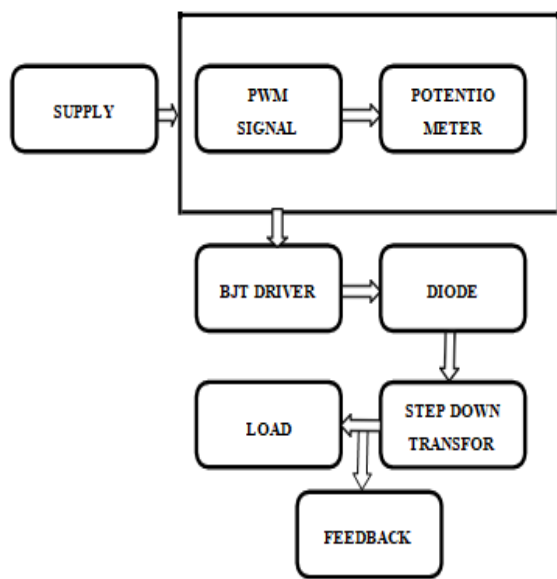 SUPPLY
PWM
SIGNAL
POTENTIO
METER
BJT DRIVER
DIODE
LOAD
STEP DOWN
TRANSFOR
FEEDBACK